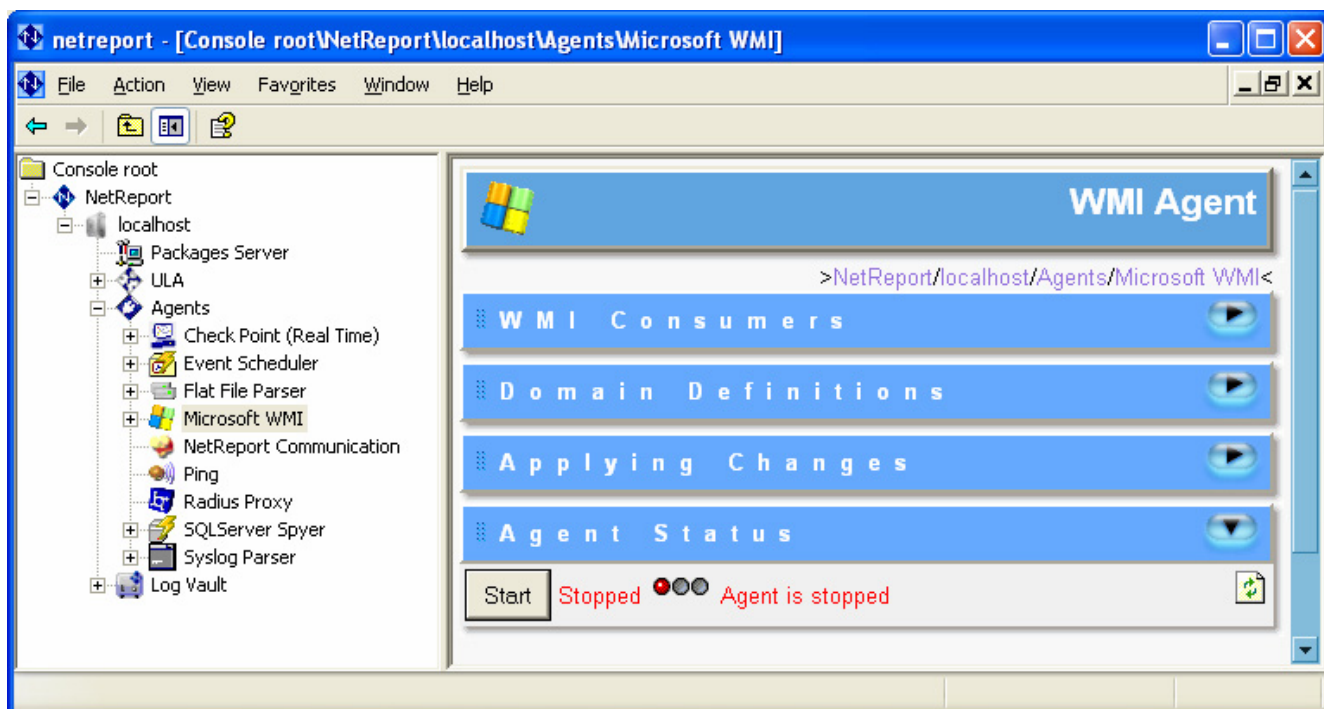 netreport - [Console root\NetReport\localhost\Agents\Microsoft WMI]
File Action View Favorites Window Help
Console root
NetReport
localhost
Packages Server
ULA
Agents
Check Point (Real Time)
Event Scheduler
Flat File Parser
Microsoft WMI
NetReport Communication
Ping
Radius Proxy
SQLServer Spyer
Syslog Parser
Log Vault
WMI Agent
>NetReport/localhost/Agents/Microsoft WMI<
WMI Consumers
Domain Definitions
Applying Changes
Agent Status
Start Stopped Agent is stopped